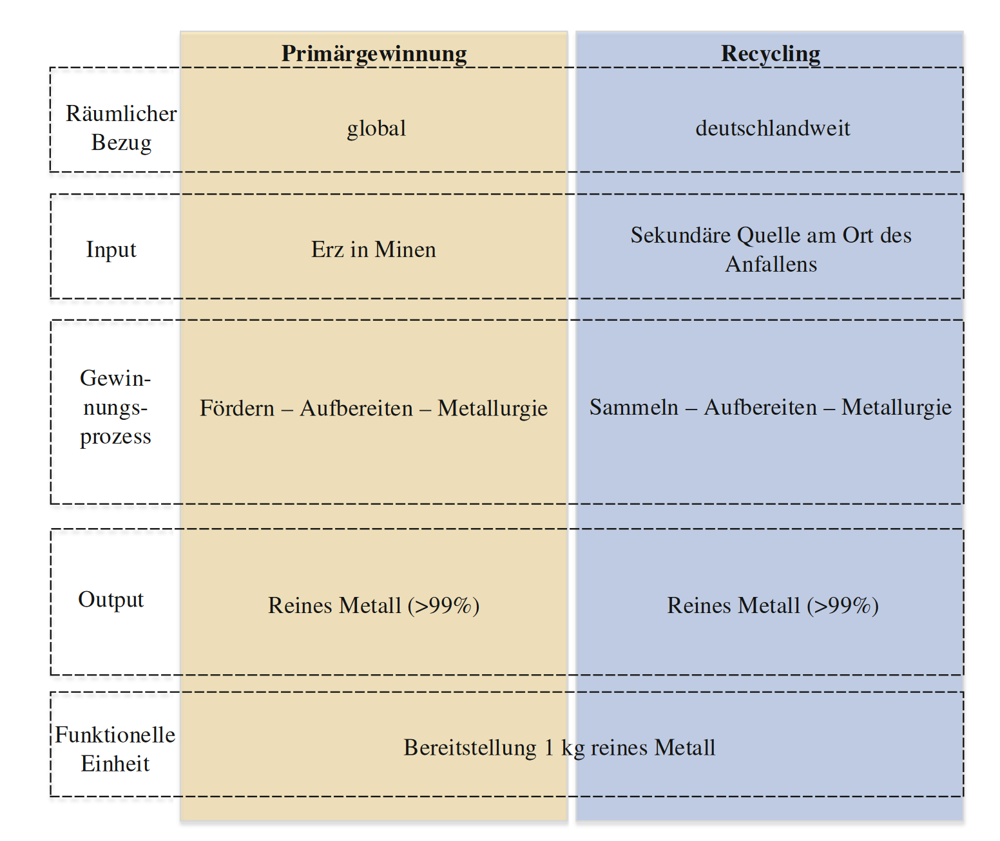 Primärgewinnung
Recycling
Räumlicher
Bezug
global
deutschlandweit
Input
Erz in Minen
Sekundäre Quelle am Ort des
Anfallens
Gewin-
nungs-
prozess
Fördern – Aufbereiten – Metallurgie
Sammeln – Aufbereiten – Metallurgie
Output
Reines Metall (>99%)
Reines Metall (>99%)
Funktionelle
Einheit
Bereitstellung 1 kg reines Metall